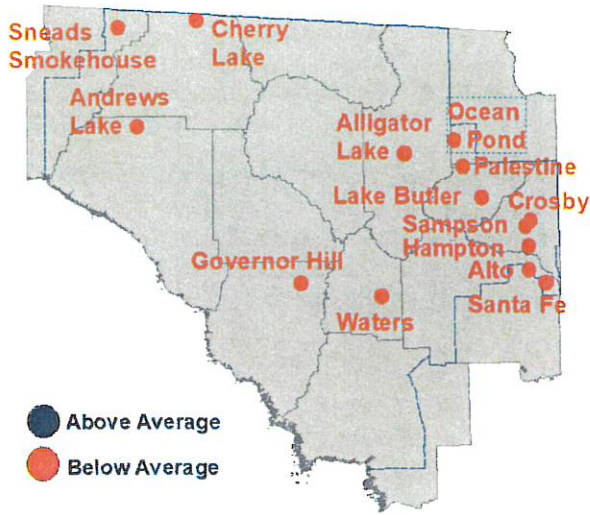 Sneads
Smokehouse
Cherry
Lake
Andrews
Lake
Alligator
Lake
Ocean
Pond
Palestine
Lake Butler
Crosby
Sampson
Hampton
Governor Hill
Alto
Santa Fe
Waters
Above Average
Below Average